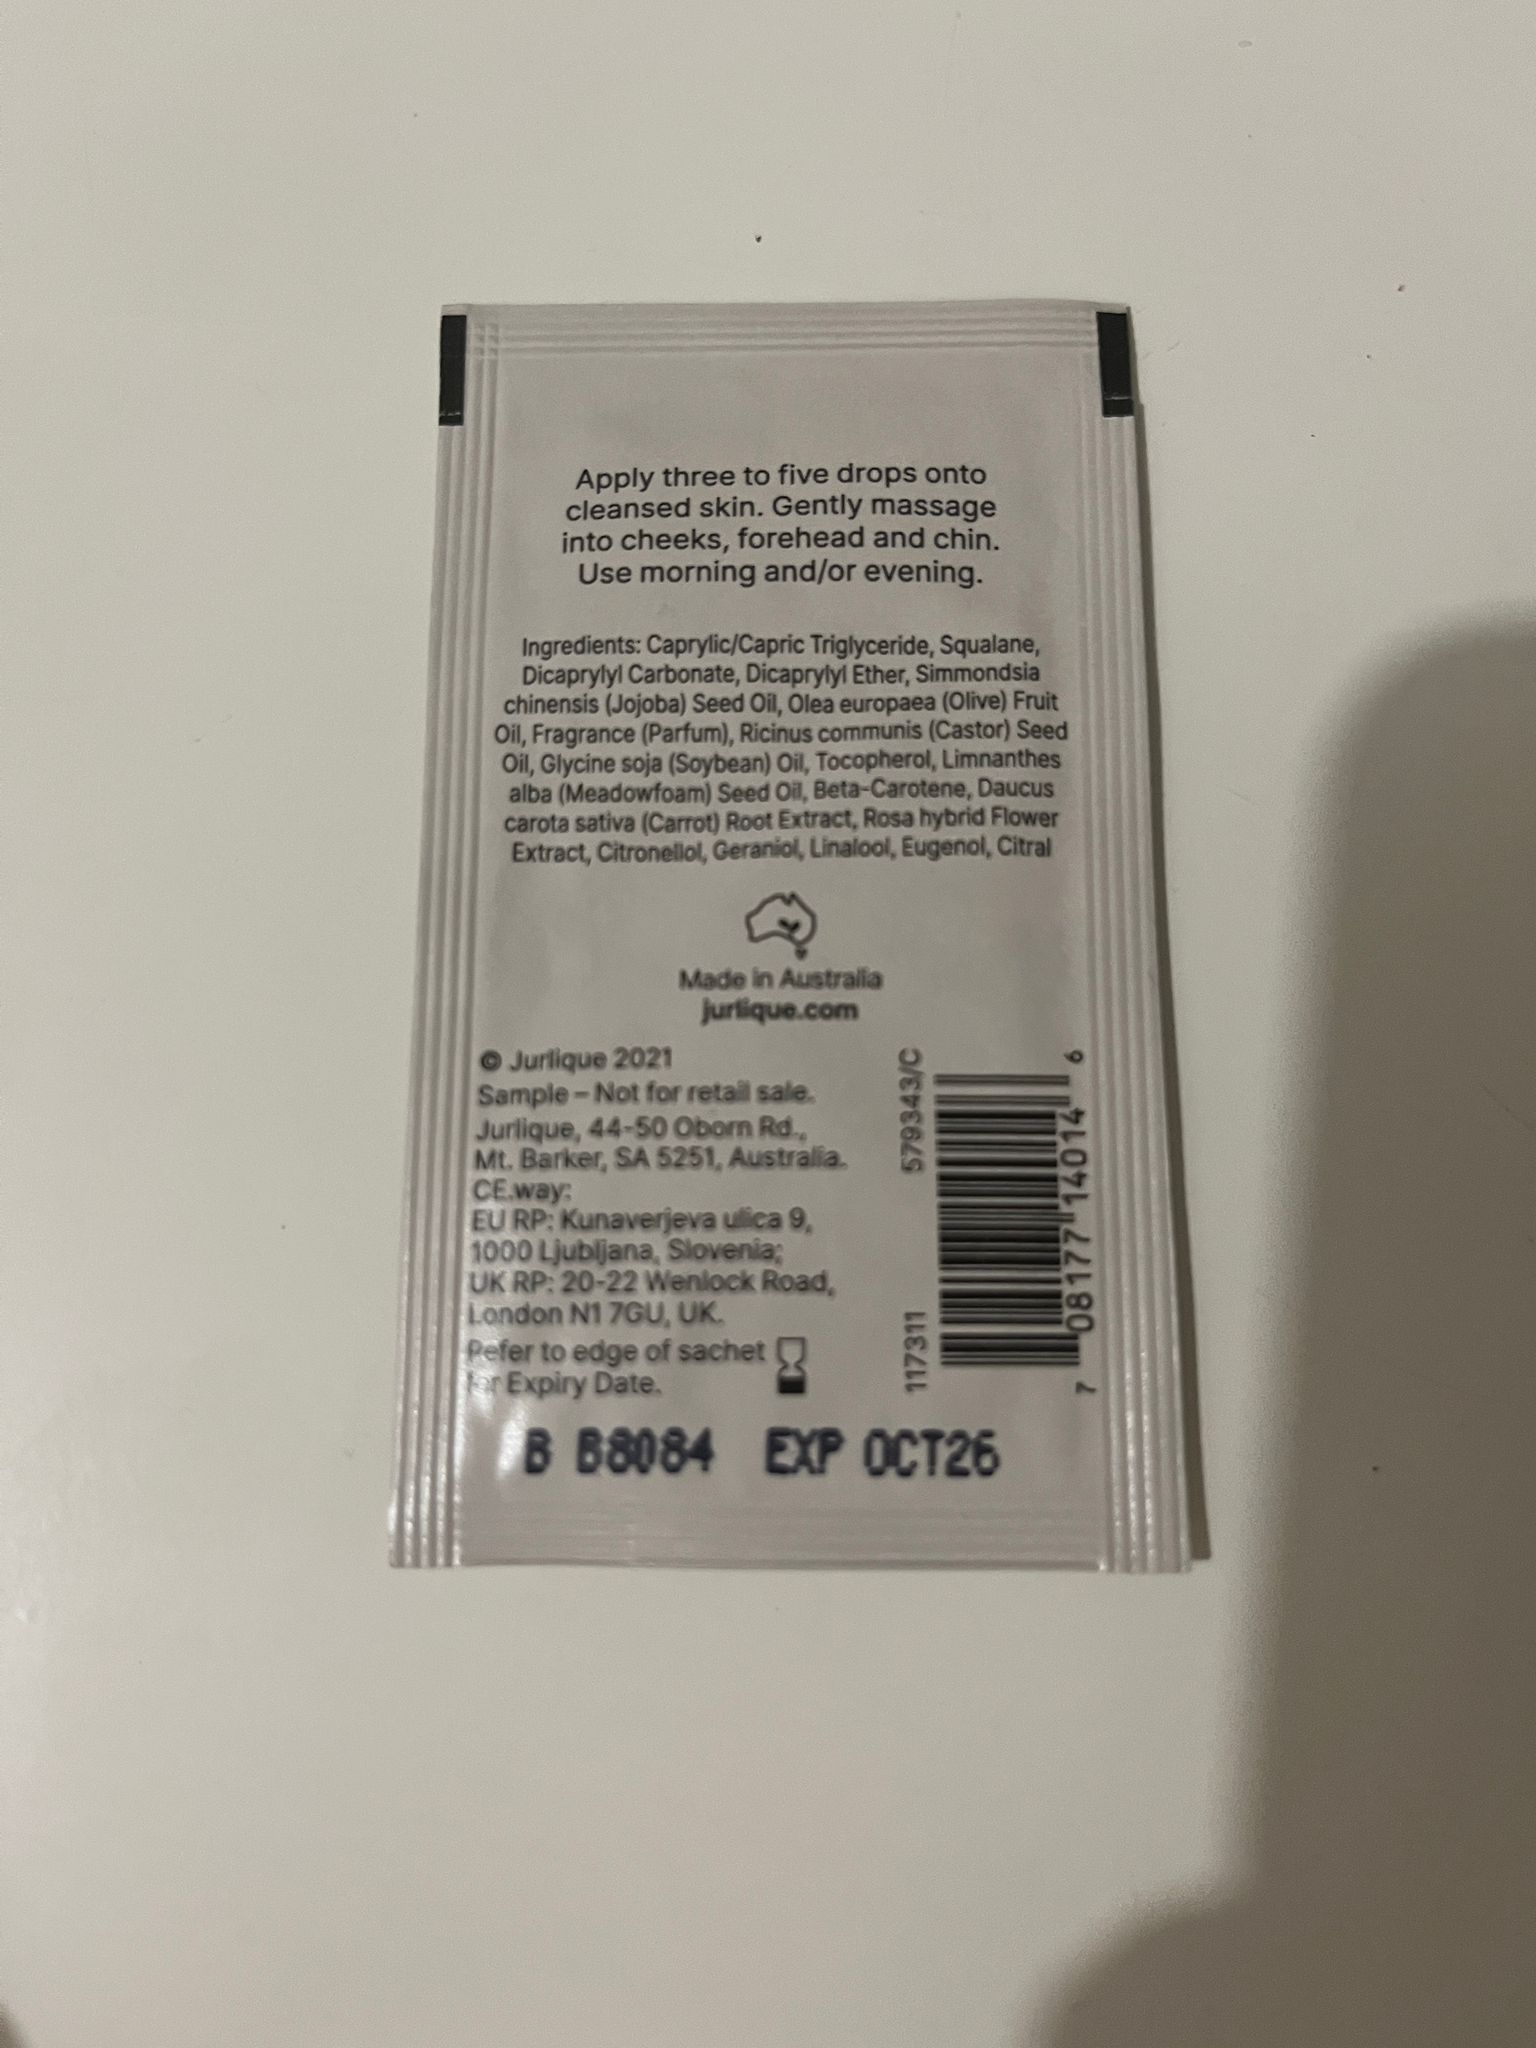 Apply three to five drops onto
cleansed skin. Gently massage
into cheeks, forehead and chin.
Use morning and/or evening.
Ingredients: Caprylic/Capric Triglyceride, Squalane,
Dicaprylyl Carbonate, Dicaprylyl Ether, Simmondsia
chinensis (Jojoba) Seed Oil, Olea europaea (Olive) Fruit
Oil, Fragrance (Parfum), Ricinus communis (Castor) Seed
Oil, Glycine soja (Soybean) Oil, Tocopherol, Limnanthes
alba (Meadowfoam) Seed Oil, Beta-Carotene, Daucus
carota sativa (Carrot) Root Extract, Rosa hybrid Flower
Extract, Citronellol, Geraniol, Linalool, Eugenol, Citral
Made in Australia
jurlique.com
© Jurlique 2021
Sample – Not for retail sale.
Jurlique, 44-50 Oborn Rd.,
Mt. Barker, SA 5251, Australia.
CE.way:
EU RP: Kunaverjeva ulica 9,
1000 Ljubljana, Slovenia;
UK RP: 20-22 Wenlock Road,
London N1 7GU, UK.
Refer to edge of sachet
for Expiry Date.
117311 579343/C
7 08177 14014 6
B B8084 EXP OCT26